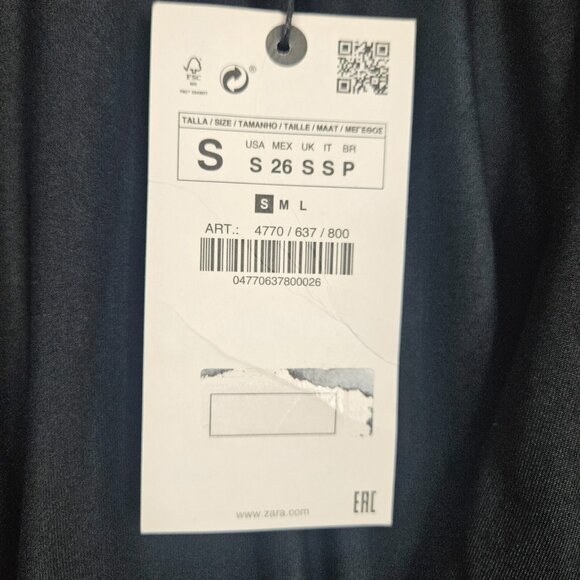 FSC
®
TALLA / SIZE / TAMANHO / TAILLE / MAAT / ΜΕΓΕΘΟΣ
S
USA MEX UK IT BR
S 26 S S P
S M L
ART.: 4770 / 637 / 800
04770637800026
www.zara.com
EAC